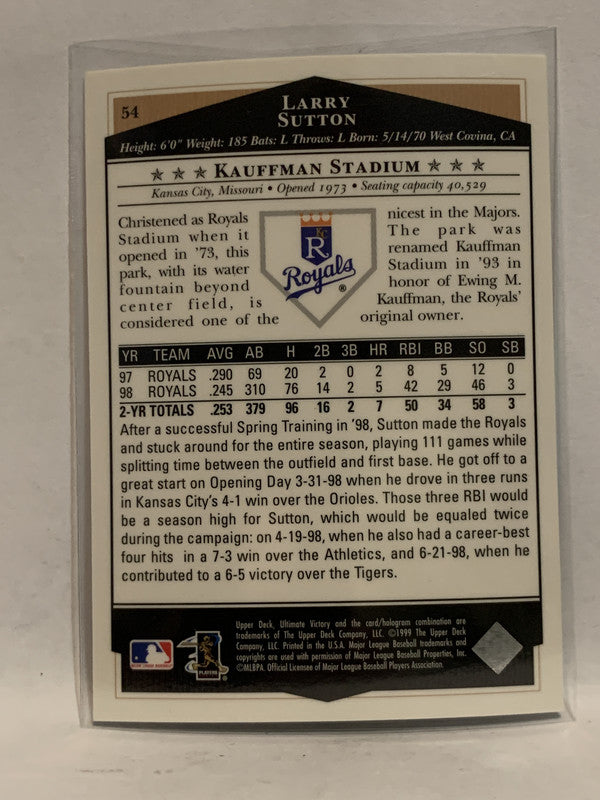 54
LARRY
SUTTON
Height: 6'0" Weight: 185 Bats: L Throws: L Born: 5/14/70 West Covina, CA
KAUFFMAN STADIUM
Kansas City, Missouri • Opened 1973 • Seating capacity 40,529
Christened as Royals
Stadium when it
opened in '73, this
park, with its water
fountain beyond
center field, is
considered one of the
KC
R
Royals
®
nicest in the Majors.
The park was
renamed Kauffman
Stadium in '93 in
honor of Ewing M.
Kauffman, the Royals'
original owner.
YR TEAM AVG AB H 2B 3B HR RBI BB SO SB
97 ROYALS .290 69 20 2 0 2 8 5 12 0
98 ROYALS .245 310 76 14 2 5 42 29 46 3
2-YR TOTALS .253 379 96 16 2 7 50 34 58 3
After a successful Spring Training in '98, Sutton made the Royals
and stuck around for the entire season, playing 111 games while
splitting time between the outfield and first base. He got off to a
great start on Opening Day 3-31-98 when he drove in three runs
in Kansas City's 4-1 win over the Orioles. Those three RBI would
be a season high for Sutton, which would be equaled twice
during the campaign: on 4-19-98, when he also had a career-best
four hits in a 7-3 win over the Athletics, and 6-21-98, when he
contributed to a 6-5 victory over the Tigers.
Upper Deck, Ultimate Victory and the card/hologram combination are
trademarks of The Upper Deck Company, LLC. ©1999 The Upper Deck
Company, LLC. Printed in the U.S.A. Major League Baseball trademarks and
copyrights are used with permission of Major League Baseball Properties, Inc.
©MLBPA. Official Licensee of Major League Baseball Players Association.
PLAYERS